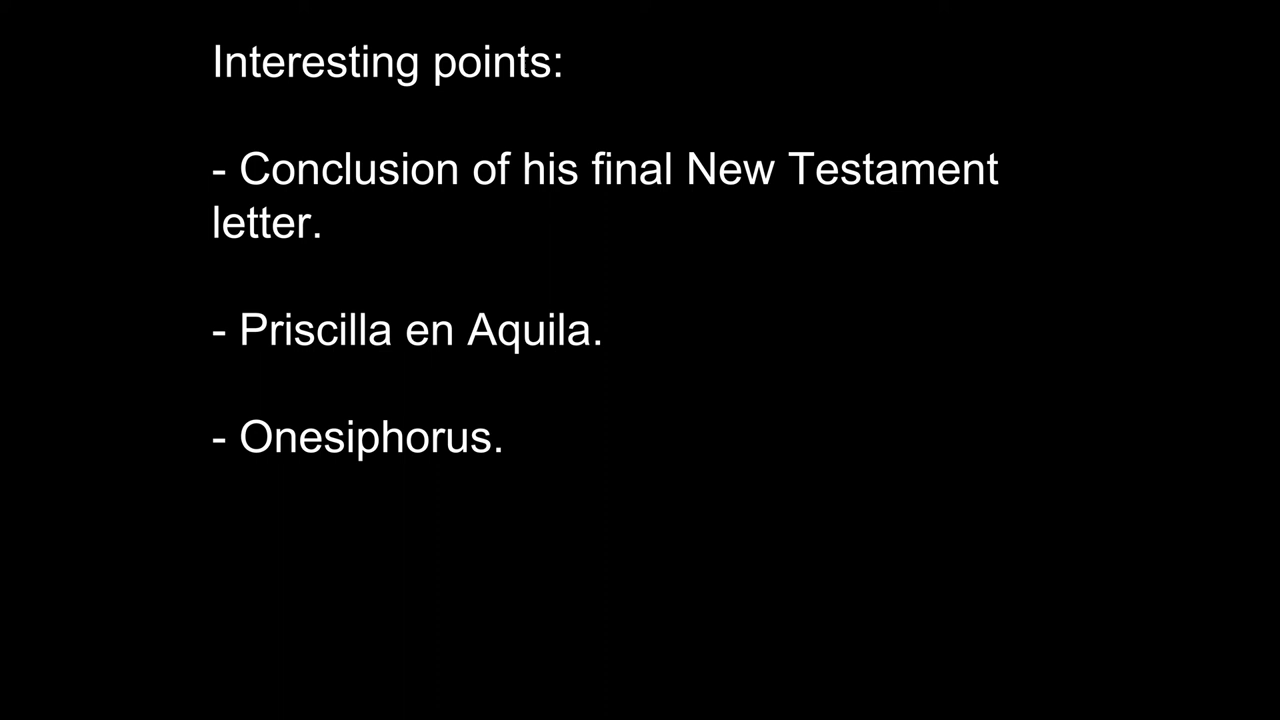 Interesting points:
- Conclusion of his final New Testament
letter.
- Priscilla en Aquila.
- Onesiphorus.